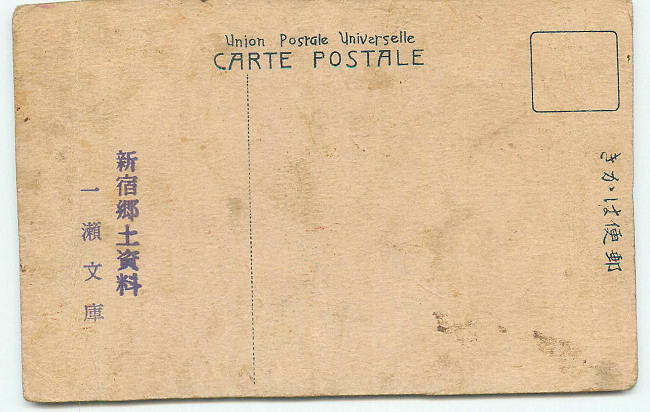 Union Postale Universelle
CARTE POSTALE
郵便はかき
新宿郷土資料
一瀬文庫